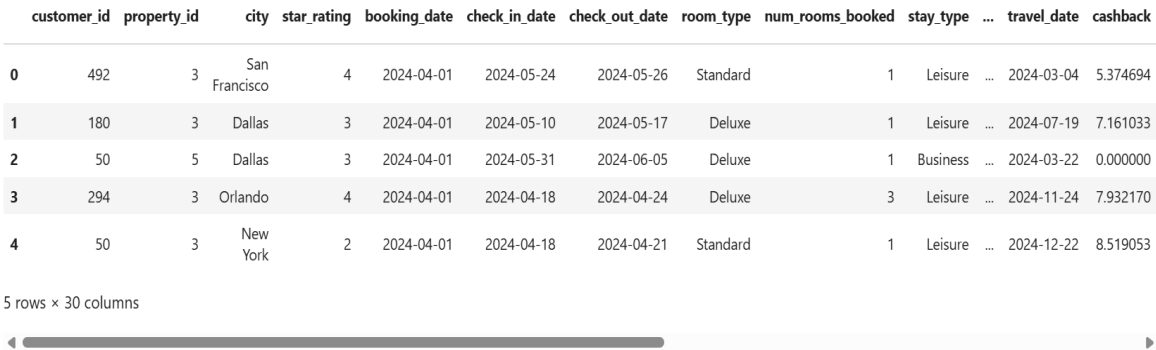 customer_id property_id city star_rating booking_date check_in_date check_out_date room_type num_rooms_booked stay_type ... travel_date cashback
0 492 3 San Francisco 4 2024-04-01 2024-05-24 2024-05-26 Standard 1 Leisure ... 2024-03-04 5.374694
1 180 3 Dallas 3 2024-04-01 2024-05-10 2024-05-17 Deluxe 1 Leisure ... 2024-07-19 7.161033
2 50 5 Dallas 3 2024-04-01 2024-05-31 2024-06-05 Deluxe 1 Business ... 2024-03-22 0.000000
3 294 3 Orlando 4 2024-04-01 2024-04-18 2024-04-24 Deluxe 3 Leisure ... 2024-11-24 7.932170
4 50 3 New York 2 2024-04-01 2024-04-18 2024-04-21 Standard 1 Leisure ... 2024-12-22 8.519053
5 rows × 30 columns